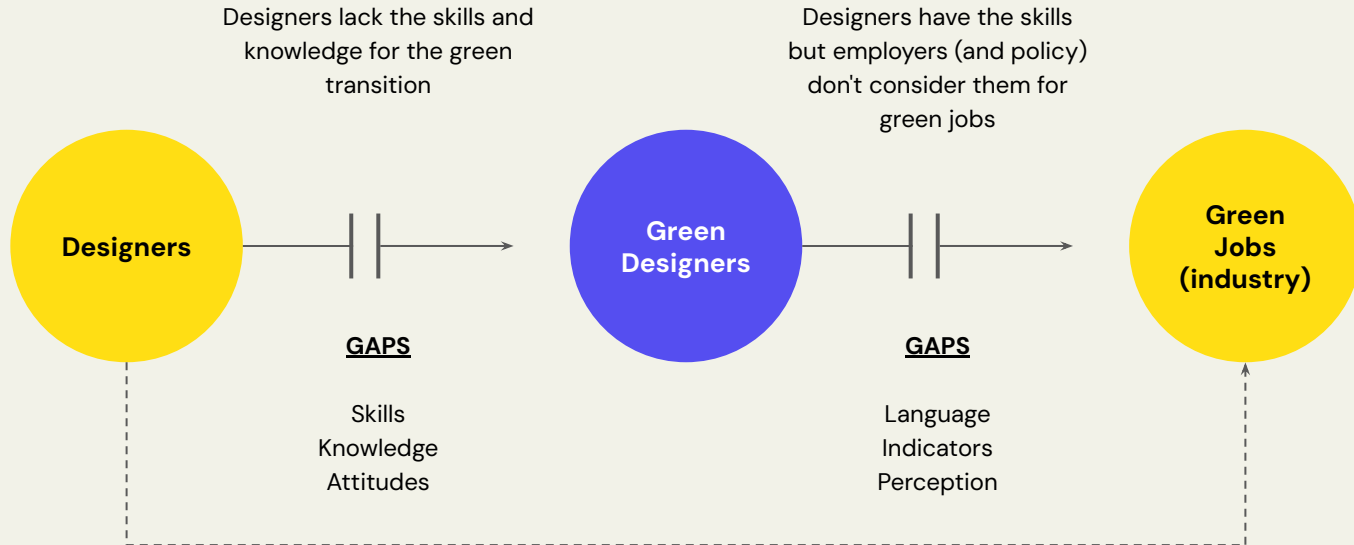 Designers lack the skills and
knowledge for the green
transition
Designers have the skills
but employers (and policy)
don't consider them for
green jobs
Designers
Green
Designers
Green
Jobs
(industry)
GAPS
Skills
Knowledge
Attitudes
GAPS
Language
Indicators
Perception